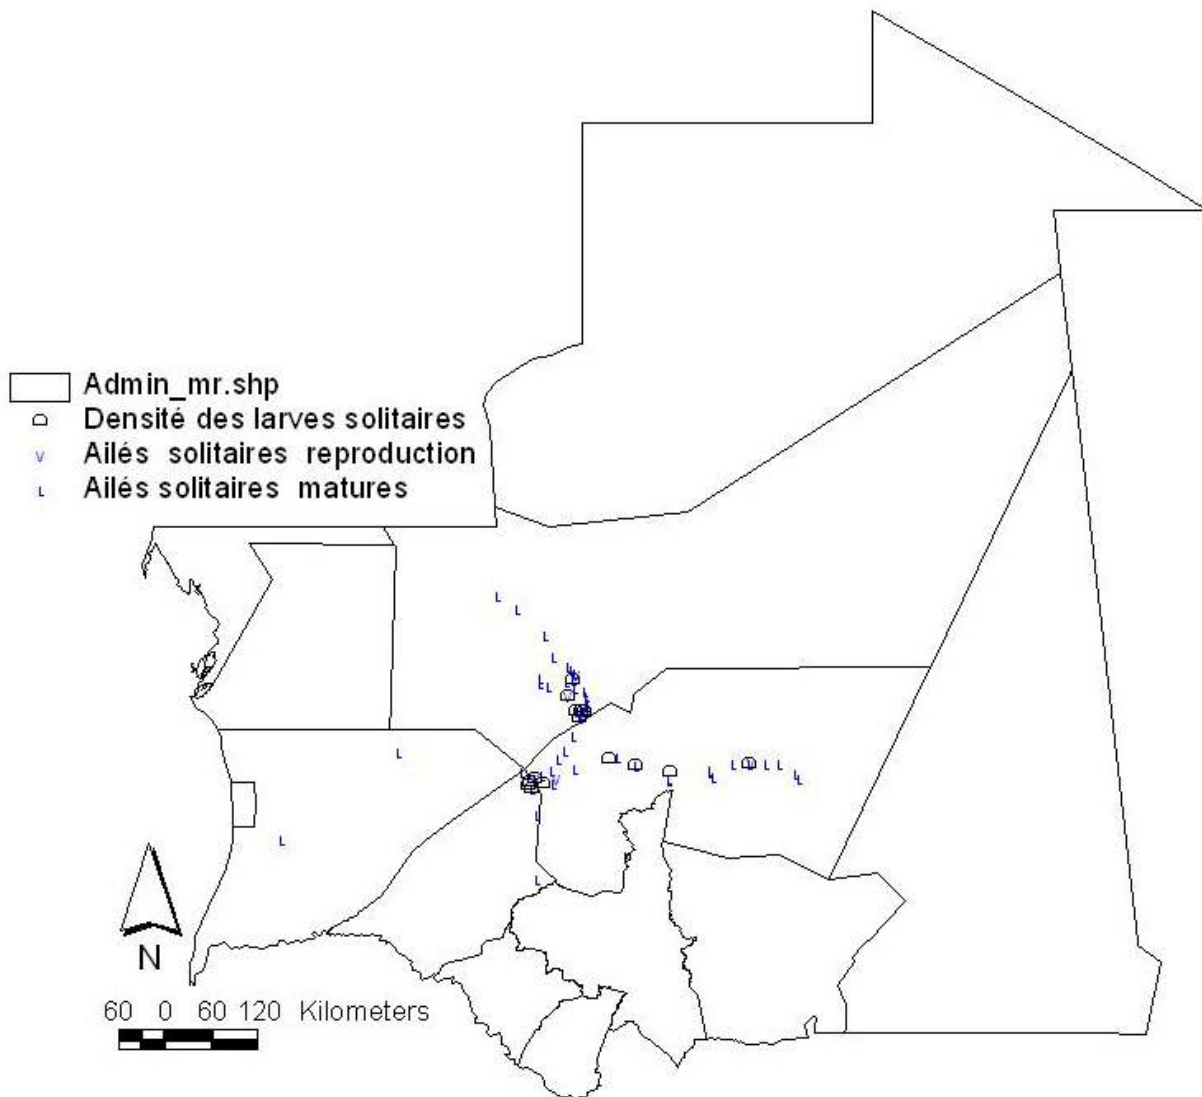 Admin_mr.shp
Densité des larves solitaires
Ailés solitaires reproduction
Ailés solitaires matures
N
60 0 60 120 Kilometers